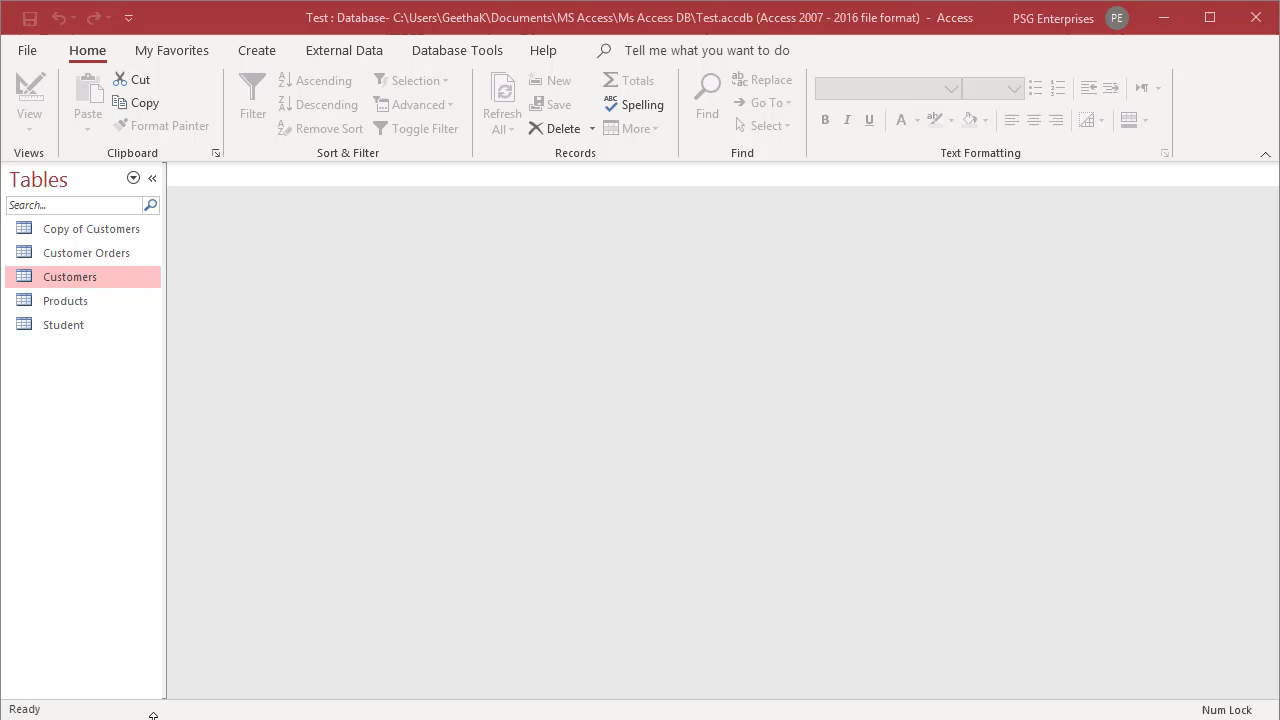 Test : Database- C:\Users\GeethaK\Documents\MS Access\Ms Access DB\Test.accdb (Access 2007 - 2016 file format) - Access
PSG Enterprises PE
File Home My Favorites Create External Data Database Tools Help Tell me what you want to do
View
Views
Paste
Cut
Copy
Format Painter
Clipboard
Filter
Ascending
Descending
Remove Sort
Selection
Advanced
Toggle Filter
Sort & Filter
Refresh
All
New
Save
Delete
Totals
Spelling
More
Records
Find
Replace
Go To
Select
Find
B I U A
Text Formatting
Tables
Search...
Copy of Customers
Customer Orders
Customers
Products
Student
Ready
Num Lock